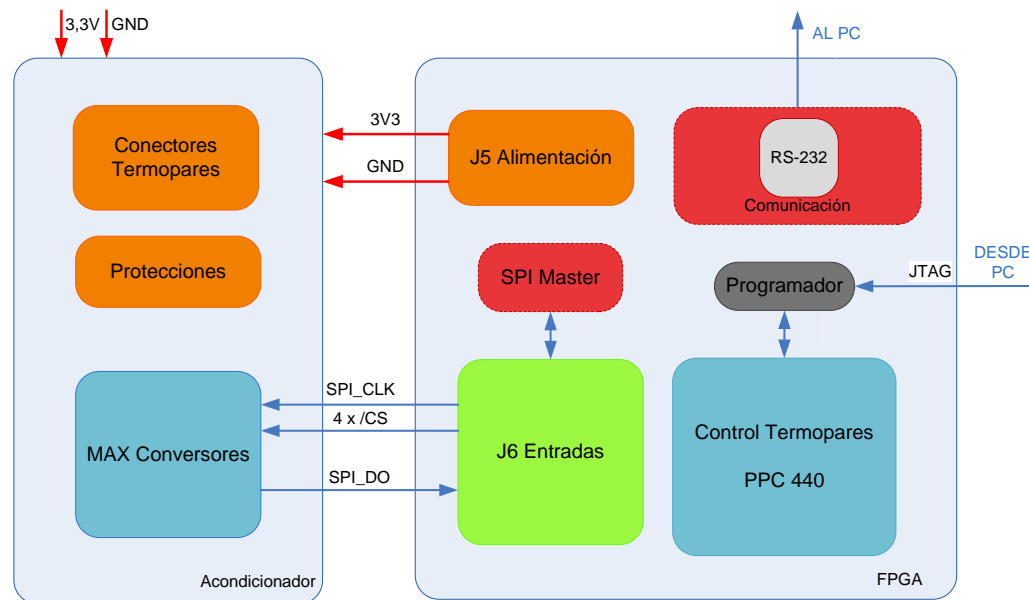 3,3V
GND
AL PC
Conectores
Termopares
3V3
GND
J5 Alimentación
RS-232
Comunicación
Protecciones
SPI Master
Programador
JTAG
DESDE
PC
MAX Conversores
SPI_CLK
4 x /CS
SPI_DO
J6 Entradas
Control Termopares
PPC 440
Acondicionador
FPGA